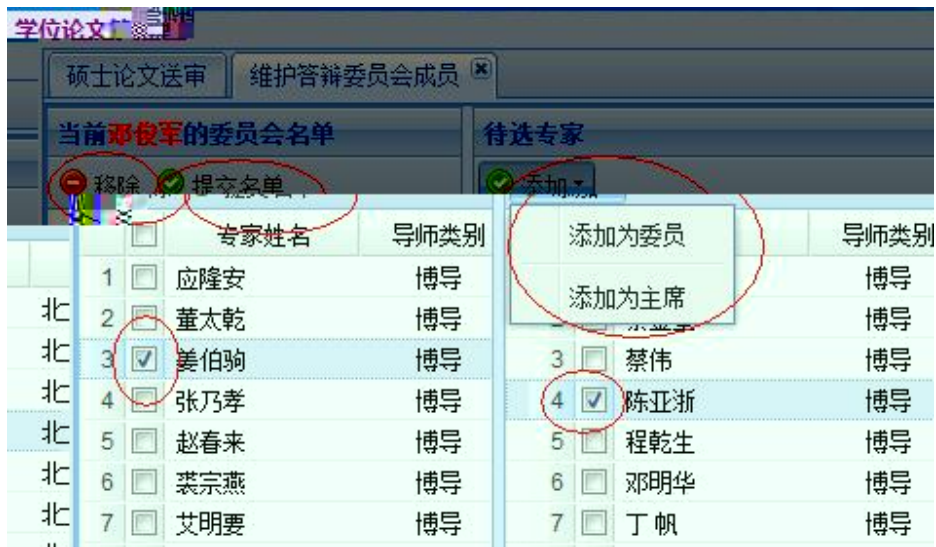 学位论文
硕士论文送审 维护答辩委员会成员
当前邓俊军的委员会名单 待选专家
移除 提交名单 添加
专家姓名 导师类别 添加为委员 导师类别
1 应隆安 博导 添加为主席 博导
北 2 董太乾 博导 博导
北 3 姜伯驹 博导 3 蔡伟 博导
北 4 张乃孝 博导 4 陈亚浙 博导
北 5 赵春来 博导 5 程乾生 博导
北 6 裘宗燕 博导 6 邓明华 博导
北 7 艾明要 博导 7 丁帆 博导